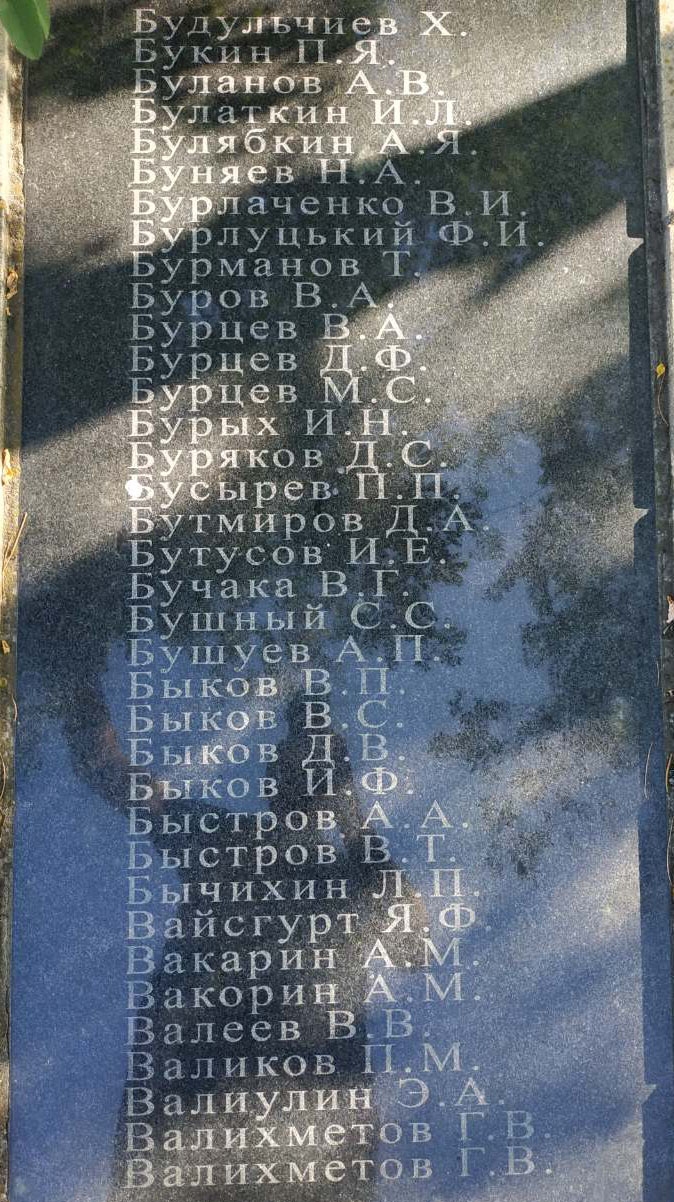 Будульчиев Х.
Букин П.Я.
Буланов А.В.
Булаткин И.Л.
Булябкин А.Я.
Буняев Н.А.
Бурлаченко В.И.
Бурлуцький Ф.И.
Бурманов Т.
Буров В.А.
Бурцев В.А.
Бурцев Д.Ф.
Бурцев М.С.
Бурых И.Н.
Буряков Д.С.
Бусырев П.П.
Бутмиров Д.А.
Бутусов И.Е.
Бучака В.Г.
Бушный С.С.
Бушуев А.П.
Быков В.П.
Быков В.С.
Быков Д.В.
Быков И.Ф.
Быстров А.А.
Быстров В.Т.
Бычихин Л.П.
Вайсгурт Я.Ф.
Вакарин А.М.
Вакорин А.М.
Валеев В.В.
Валиков П.М.
Валиулин Э.А.
Валихметов Г.В.
Валихметов Г.В.